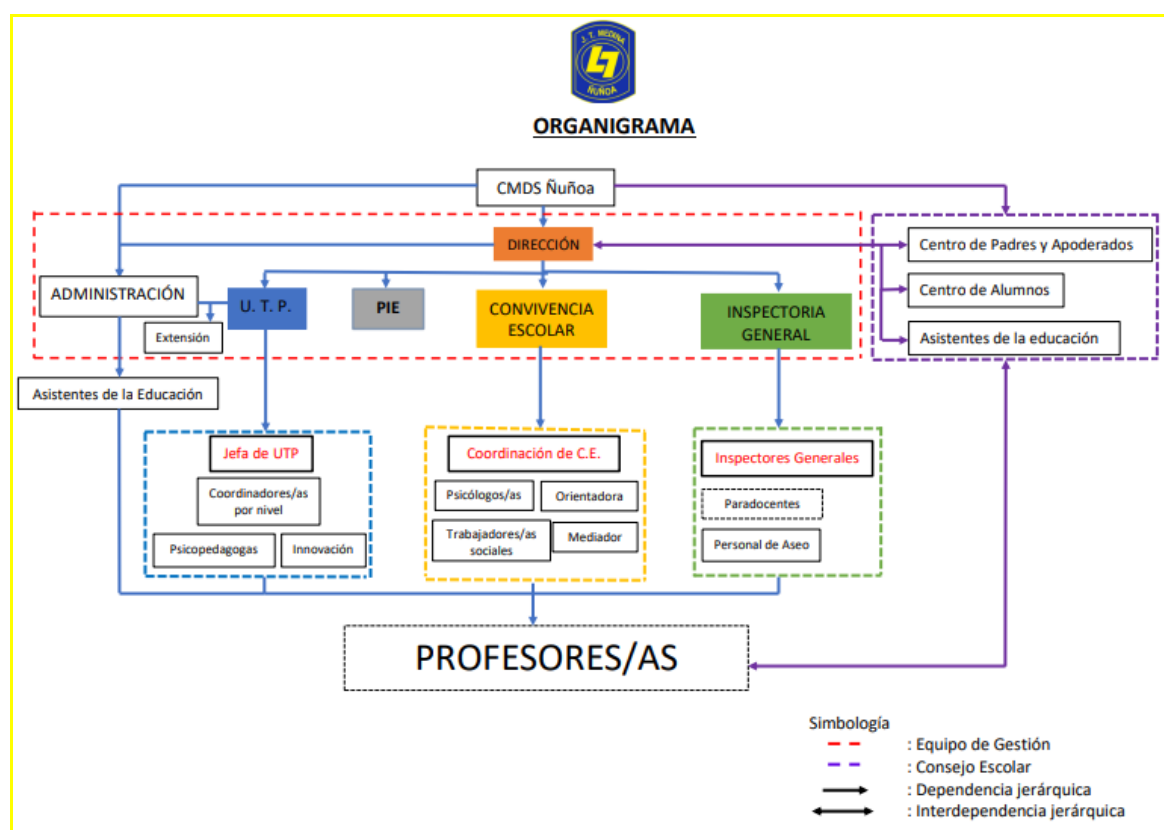 J. T. MEDINA
L7
ÑUÑOA
ORGANIGRAMA
CMDS Ñuñoa
DIRECCIÓN
Centro de Padres y Apoderados
ADMINISTRACIÓN
U. T. P.
PIE
CONVIVENCIA
ESCOLAR
INSPECTORIA
GENERAL
Centro de Alumnos
Extensión
Asistentes de la educación
Asistentes de la Educación
Jefa de UTP
Coordinadores/as
por nivel
Psicopedagogas
Innovación
Coordinación de C.E.
Psicólogos/as
Orientadora
Trabajadores/as
sociales
Mediador
Inspectores Generales
Paradocentes
Personal de Aseo
PROFESORES/AS
Simbología
: Equipo de Gestión
: Consejo Escolar
: Dependencia jerárquica
: Interdependencia jerárquica